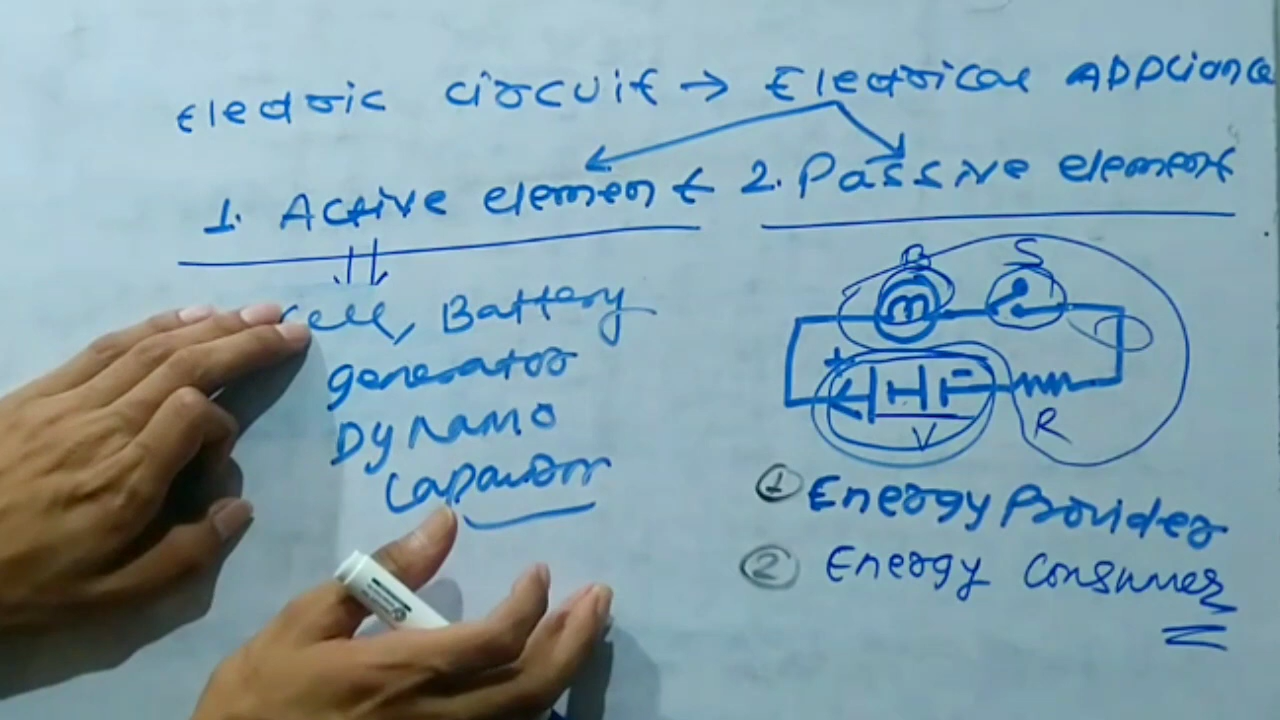 Electric circuit → Electrical Appliance
1. Active element 2. Passive element
Cell, Battery
generator
Dynamo
Capacitor
B S
m
+ -
V R
① Energy Provider
② Energy Consumer